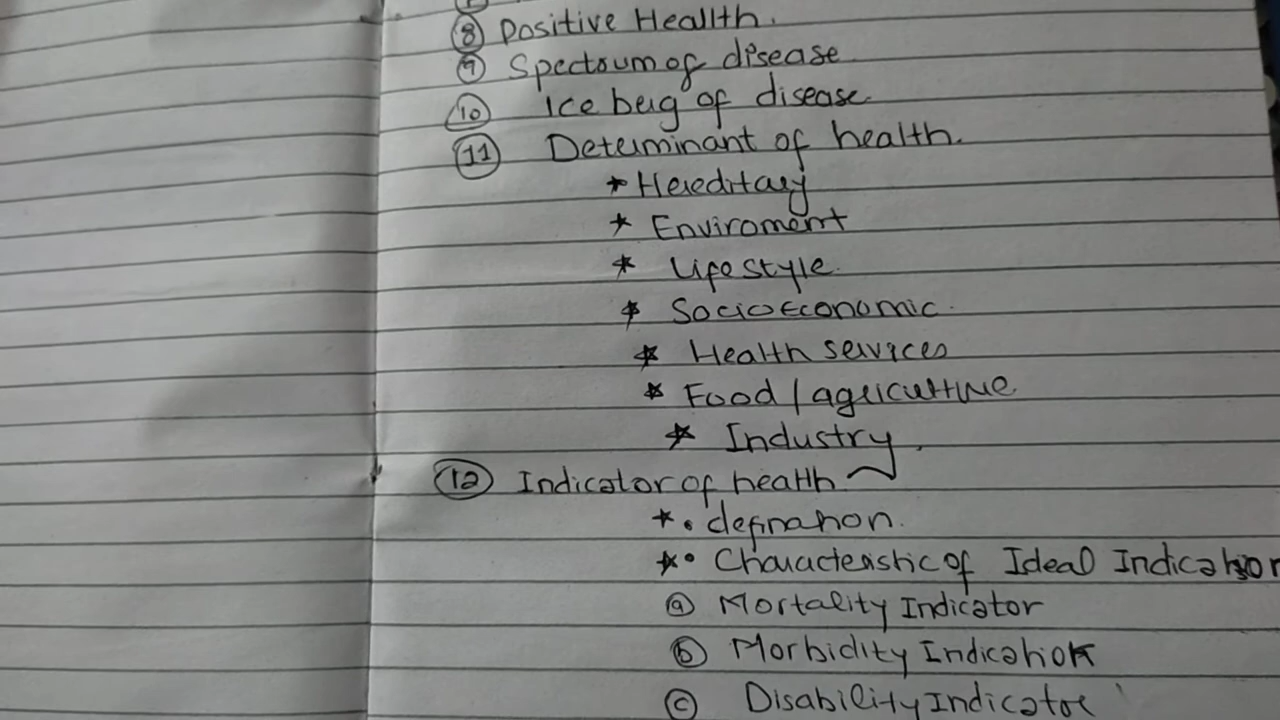 ⑧ Positive Heallth.
⑨ Spectrum of disease
⑩ Ice berg of disease
⑪ Determinant of health.
* Hereditary
* Enviroment
* Lifestyle.
* Socioeconomic.
* Health services
* Food / agriculture
* Industry.
⑫ Indicator of health
* • defination.
* • Characteristic of Ideal Indicator
ⓐ Mortality Indicator
ⓑ Morbidity Indicator
ⓒ Disability Indicator